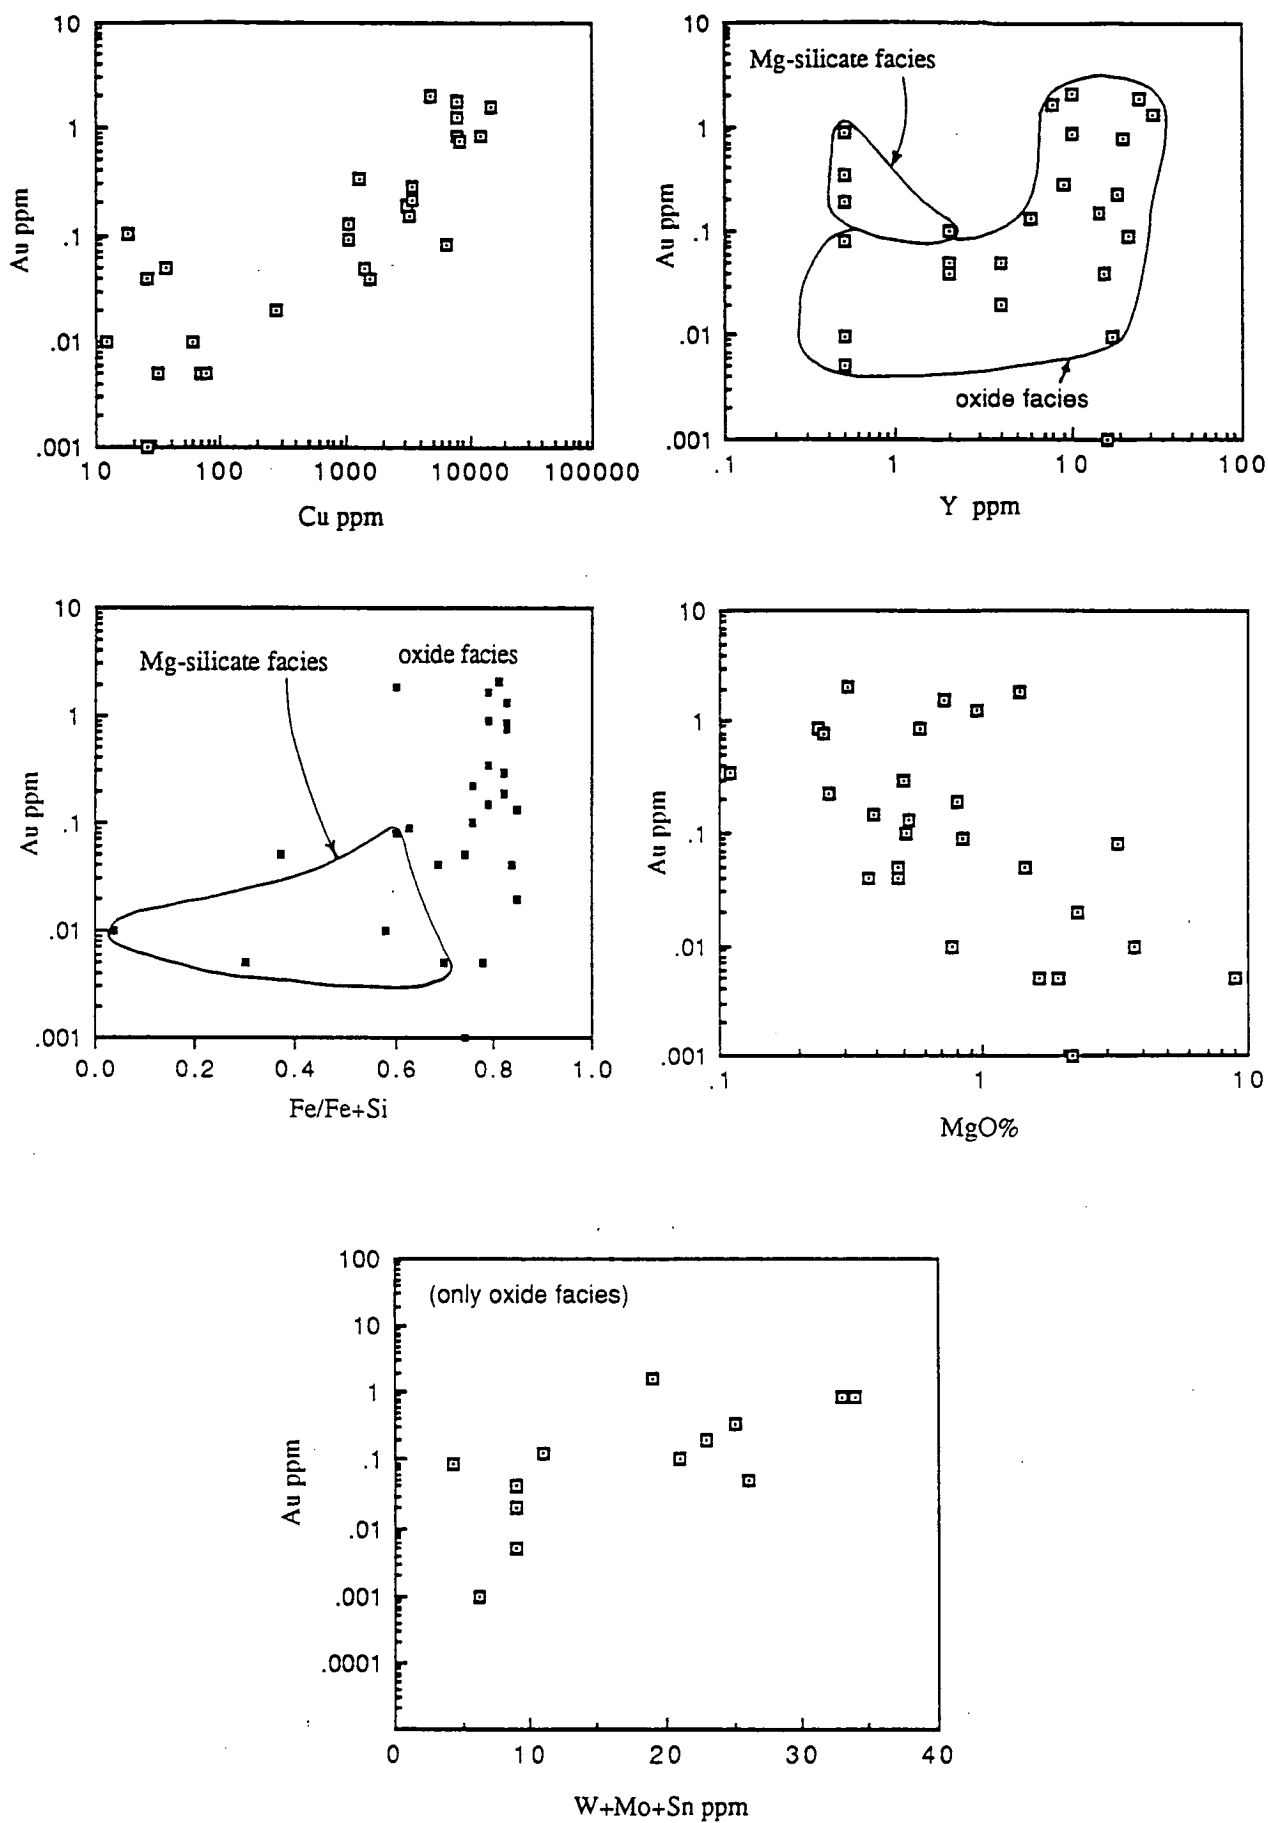 10
1
.1
.01
.001
Au ppm
10 100 1000 10000 100000
Cu ppm
10
1
.1
.01
.001
Au ppm
Mg-silicate facies
oxide facies
.1 1 10 100
Y ppm
10
1
.1
.01
.001
Au ppm
Mg-silicate facies
oxide facies
0.0 0.2 0.4 0.6 0.8 1.0
Fe/Fe+Si
10
1
.1
.01
.001
Au ppm
.1 1 10
MgO%
100
10
1
.1
.01
.001
.0001
Au ppm
(only oxide facies)
0 10 20 30 40
W+Mo+Sn ppm